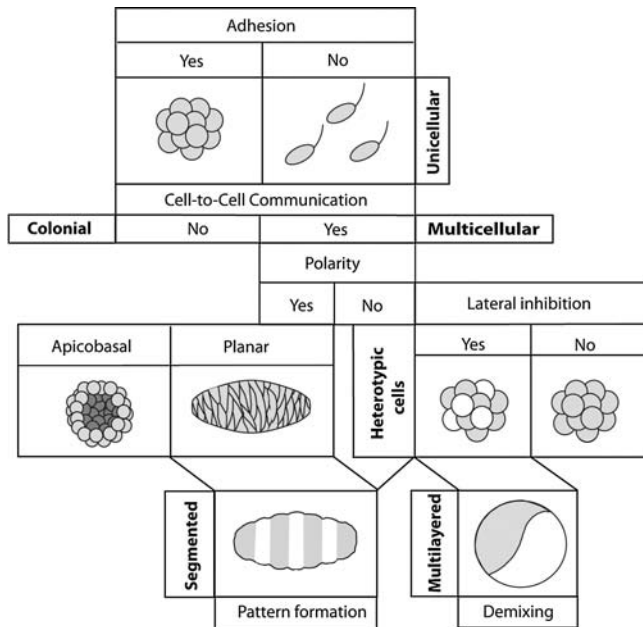 Adhesion
Yes
No
Unicellular
Cell-to-Cell Communication
Colonial
No
Yes
Multicellular
Polarity
Yes
No
Lateral inhibition
Apicobasal
Planar
Heterotypic
cells
Yes
No
Segmented
Multilayered
Pattern formation
Demixing